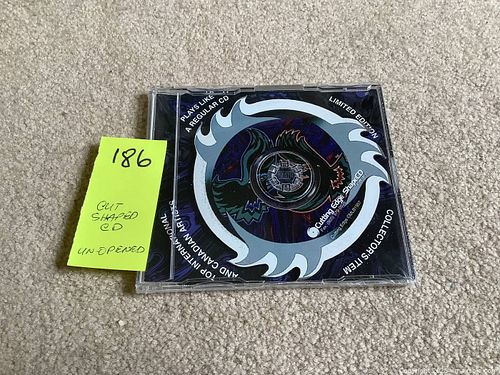 186
CUT
SHAPED
CD
UN-OPENED
PLAYS LIKE
A REGULAR CD
LIMITED EDITION
COLLECTOR'S ITEM
TOP INTERNATIONAL
AND CANADIAN ARTISTS
Cutting Edge Shape CD